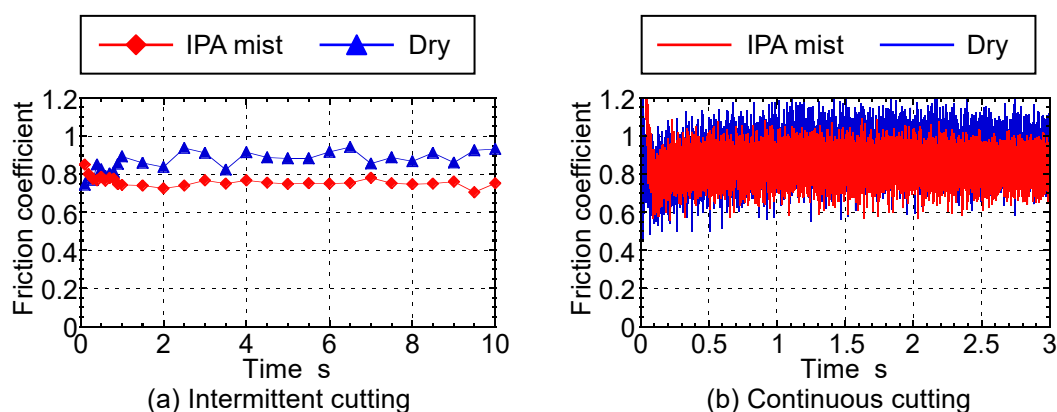 IPA mist Dry
1.2
1
0.8
0.6
0.4
0.2
0
Friction coefficient
0 2 4 6 8 10
Time s
(a) Intermittent cutting
IPA mist Dry
1.2
1
0.8
0.6
0.4
0.2
0
Friction coefficient
0 0.5 1 1.5 2 2.5 3
Time s
(b) Continuous cutting